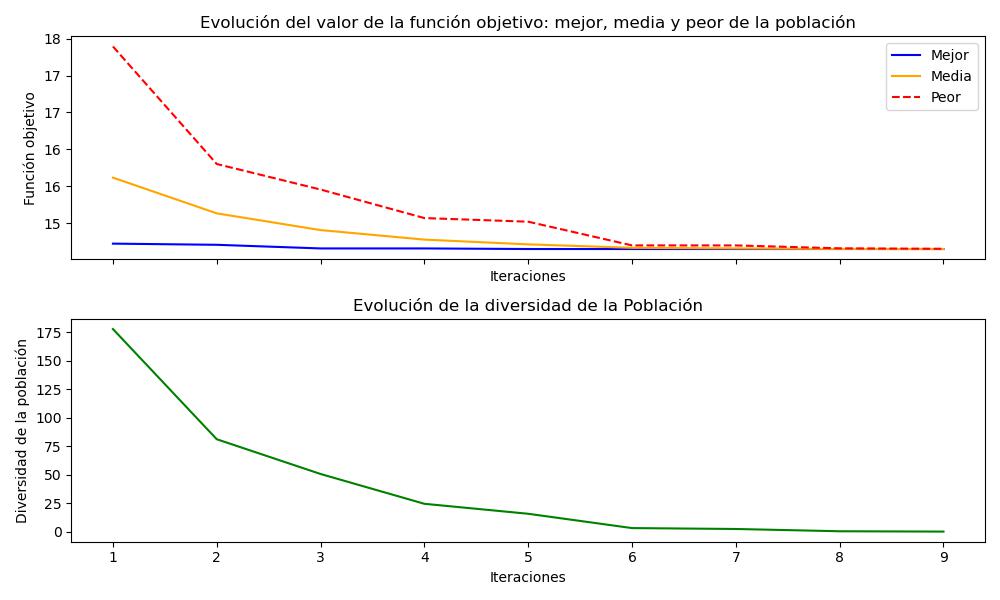 Evolución del valor de la función objetivo: mejor, media y peor de la población
18
17
17
16
16
15
Función objetivo
Mejor
Media
Peor
Iteraciones
Evolución de la diversidad de la Población
175
150
125
100
75
50
25
0
Diversidad de la población
1 2 3 4 5 6 7 8 9
Iteraciones